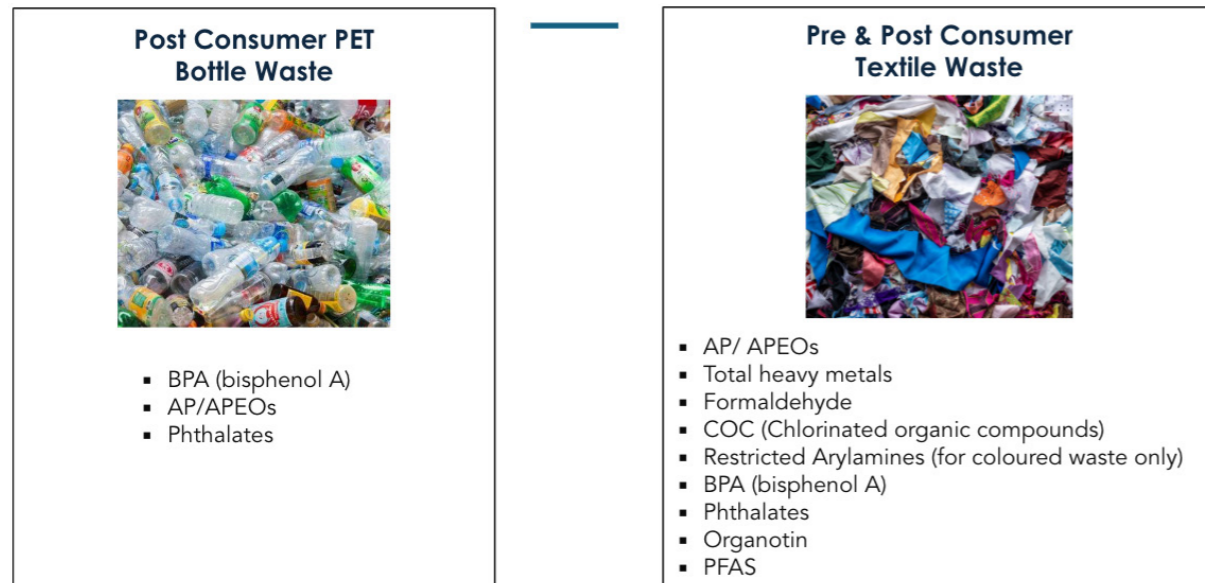 Post Consumer PET
Bottle Waste
▪ BPA (bisphenol A)
▪ AP/APEOs
▪ Phthalates
Pre & Post Consumer
Textile Waste
▪ AP/ APEOs
▪ Total heavy metals
▪ Formaldehyde
▪ COC (Chlorinated organic compounds)
▪ Restricted Arylamines (for coloured waste only)
▪ BPA (bisphenol A)
▪ Phthalates
▪ Organotin
▪ PFAS